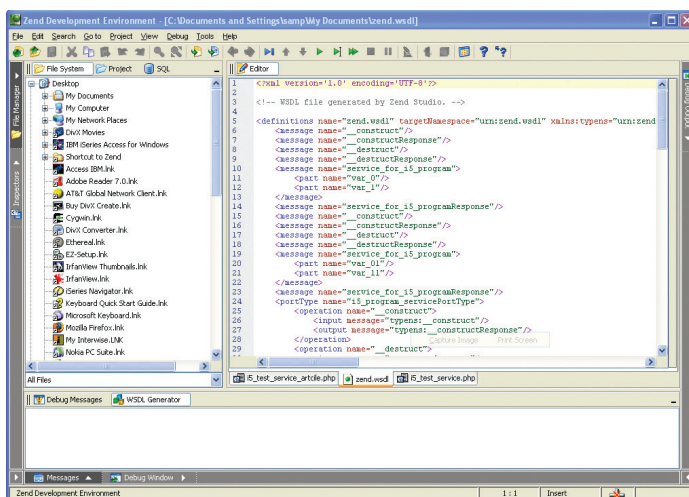 Zend Development Environment - [C:\Documents and Settings\samp\My Documents\zend.wsdl]
File Edit Search Go to Project View Debug Tools Help
File System Project SQL
Editor
File Manager
Inspectors
Debug Output
Desktop
My Documents
My Computer
My Network Places
DivX Movies
IBM iSeries Access for Windows
Shortcut to Zend
Access IBM.lnk
Adobe Reader 7.0.lnk
AT&T Global Network Client.lnk
Buy DivX Create.lnk
Cygwin.lnk
DivX Converter.lnk
Ethereal.lnk
EZ-Setup.lnk
IrfanView Thumbnails.lnk
IrfanView.lnk
iSeries Navigator.lnk
Keyboard Quick Start Guide.lnk
Microsoft Keyboard.lnk
Mozilla Firefox.lnk
My Interwise.LNK
Nokia PC Suite.lnk
All Files
1 <?xml version='1.0' encoding='UTF-8'?>
2
3 <!-- WSDL file generated by Zend Studio. -->
4
5 <definitions name="zend.wsdl" targetNamespace="urn:zend.wsdl" xmlns:typens="urn:zend
6 <message name="__construct"/>
7 <message name="__constructResponse"/>
8 <message name="__destruct"/>
9 <message name="__destructResponse"/>
10 <message name="service_for_i5_program">
11 <part name="var_0"/>
12 <part name="var_1"/>
13 </message>
14 <message name="service_for_i5_programResponse"/>
15 <message name="__construct"/>
16 <message name="__constructResponse"/>
17 <message name="__destruct"/>
18 <message name="__destructResponse"/>
19 <message name="service_for_i5_program">
20 <part name="var_01"/>
21 <part name="var_11"/>
22 </message>
23 <message name="service_for_i5_programResponse"/>
24 <portType name="i5_program_servicePortType">
25 <operation name="__construct">
26 <input message="typens:__construct"/>
27 <output message="typens:__constructResponse"/>
28 </operation>
29 <operation name="__destruct">
Capture Image Print Screen
i5_test_service_artcile.php zend.wsdl i5_test_service.php
Debug Messages WSDL Generator
Messages Debug Window
Zend Development Environment 1 : 1 Insert